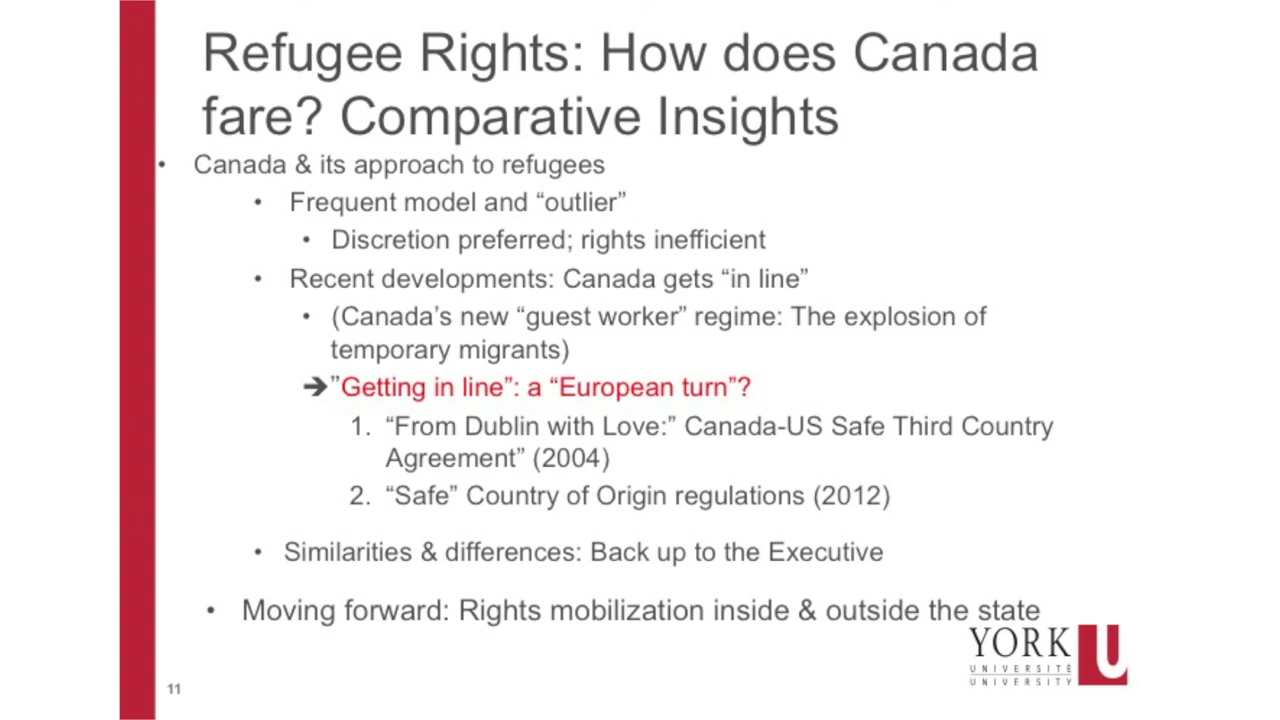 Refugee Rights: How does Canada
fare? Comparative Insights
• Canada & its approach to refugees
• Frequent model and “outlier”
• Discretion preferred; rights inefficient
• Recent developments: Canada gets “in line”
• (Canada’s new “guest worker” regime: The explosion of
temporary migrants)
➔”Getting in line”: a “European turn”?
1. “From Dublin with Love:” Canada-US Safe Third Country
Agreement” (2004)
2. “Safe” Country of Origin regulations (2012)
• Similarities & differences: Back up to the Executive
• Moving forward: Rights mobilization inside & outside the state
YORK U
UNIVERSITÉ
UNIVERSITY
11